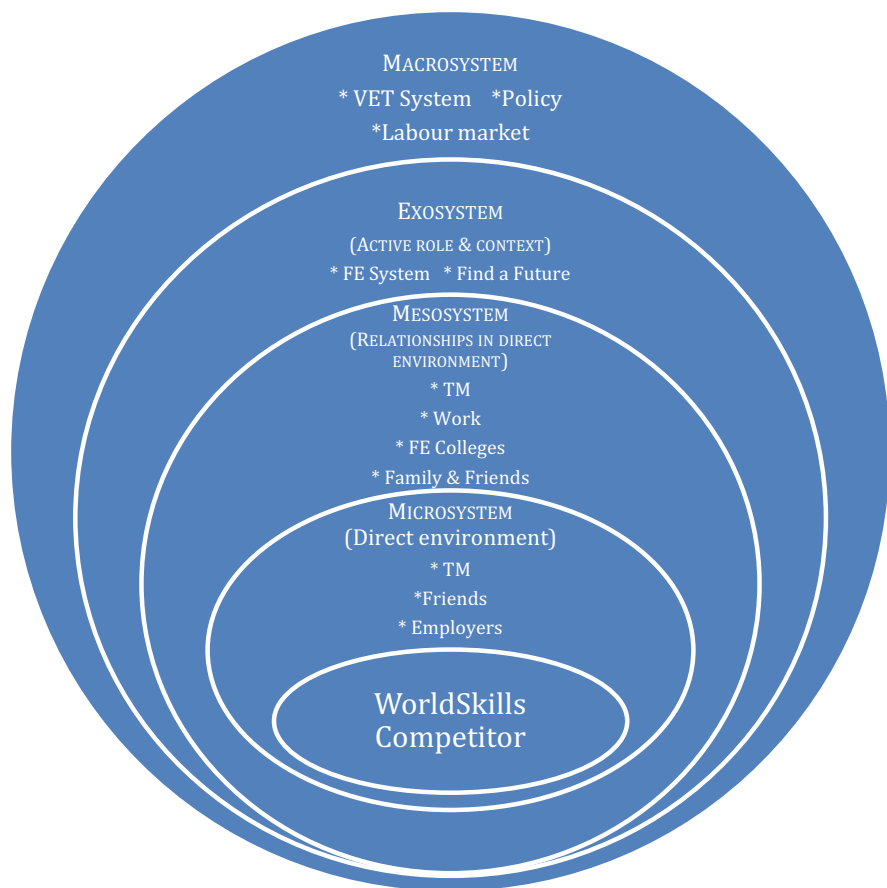 MACROSYSTEM
* VET System *Policy
*Labour market
EXOSYSTEM
(ACTIVE ROLE & CONTEXT)
* FE System * Find a Future
MESOSYSTEM
(RELATIONSHIPS IN DIRECT
ENVIRONMENT)
* TM
* Work
* FE Colleges
* Family & Friends
MICROSYSTEM
(Direct environment)
* TM
*Friends
* Employers
WorldSkills
Competitor